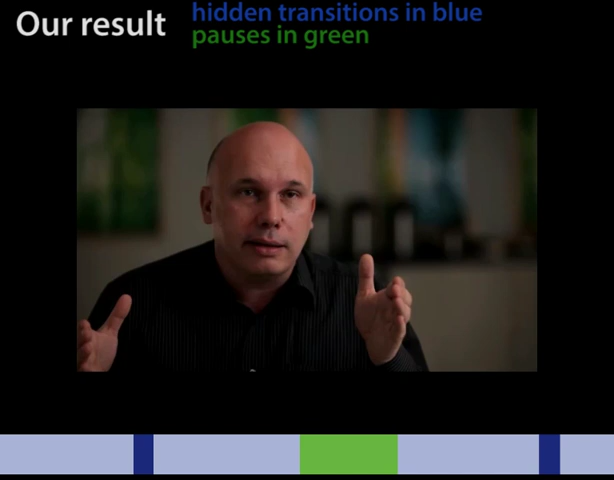 Our result
hidden transitions in blue
pauses in green